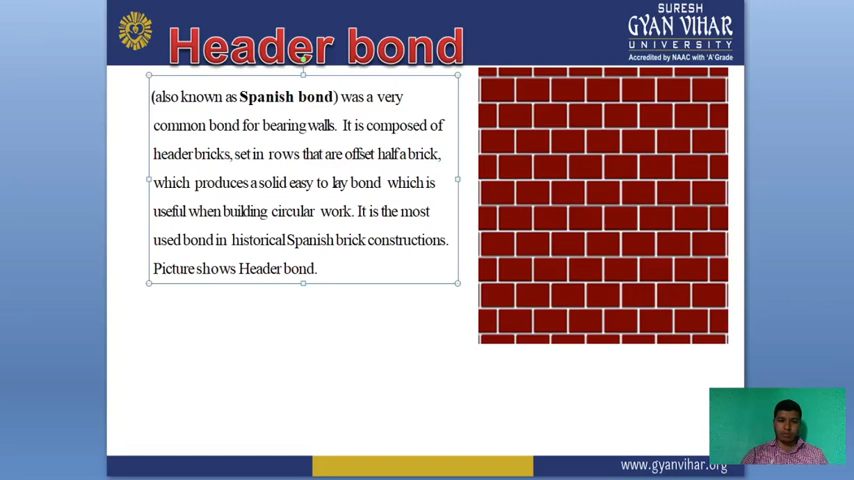 SURESH
GYAN VIHAR
UNIVERSITY
Accredited by NAAC with 'A' Grade
Header bond
(also known as Spanish bond) was a very
common bond for bearing walls. It is composed of
header bricks, set in rows that are offset half a brick,
which produces a solid easy to lay bond which is
useful when building circular work. It is the most
used bond in historical Spanish brick constructions.
Picture shows Header bond.
www.gyanvihar.org